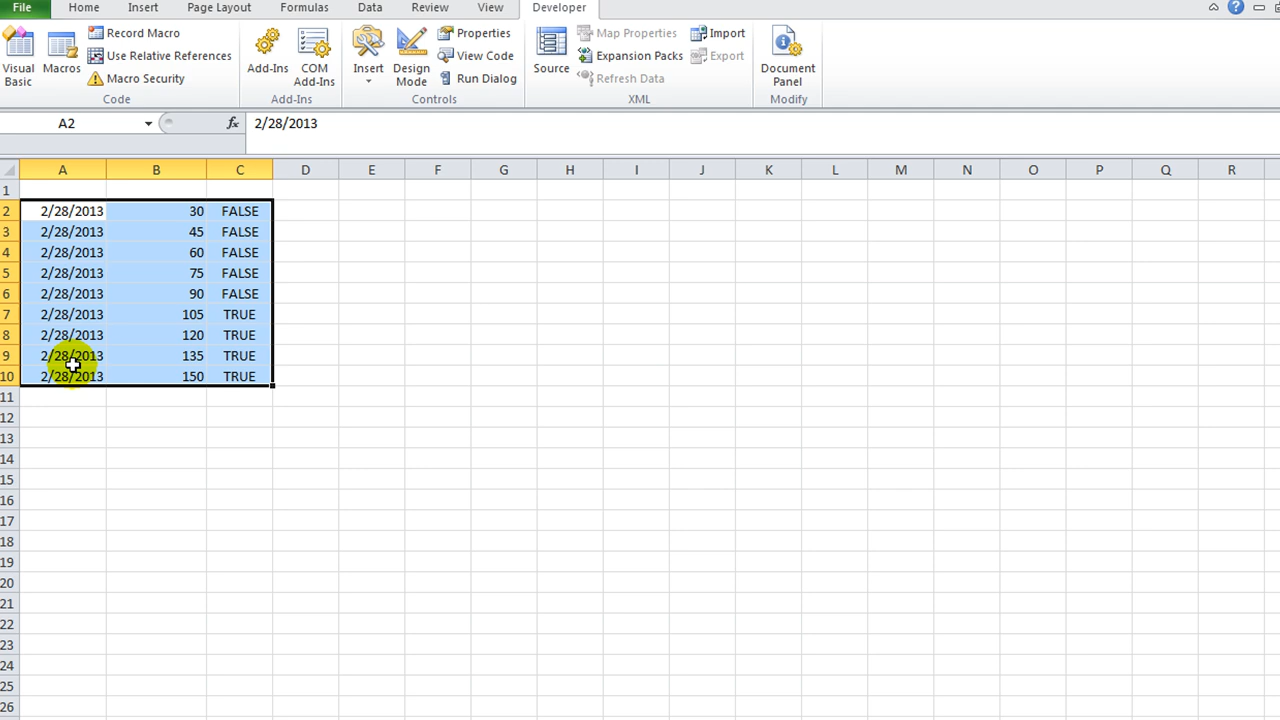 File Home Insert Page Layout Formulas Data Review View Developer
Visual Basic
Macros
Record Macro
Use Relative References
Macro Security
Code
Add-Ins
COM Add-Ins
Add-Ins
Insert
Design Mode
Properties
View Code
Run Dialog
Controls
Source
Map Properties
Expansion Packs
Refresh Data
Import
Export
XML
Document Panel
Modify
A2 fx 2/28/2013
A B C D E F G H I J K L M N O P Q R
1
2 2/28/2013 30 FALSE
3 2/28/2013 45 FALSE
4 2/28/2013 60 FALSE
5 2/28/2013 75 FALSE
6 2/28/2013 90 FALSE
7 2/28/2013 105 TRUE
8 2/28/2013 120 TRUE
9 2/28/2013 135 TRUE
10 2/28/2013 150 TRUE
11
12
13
14
15
16
17
18
19
20
21
22
23
24
25
26